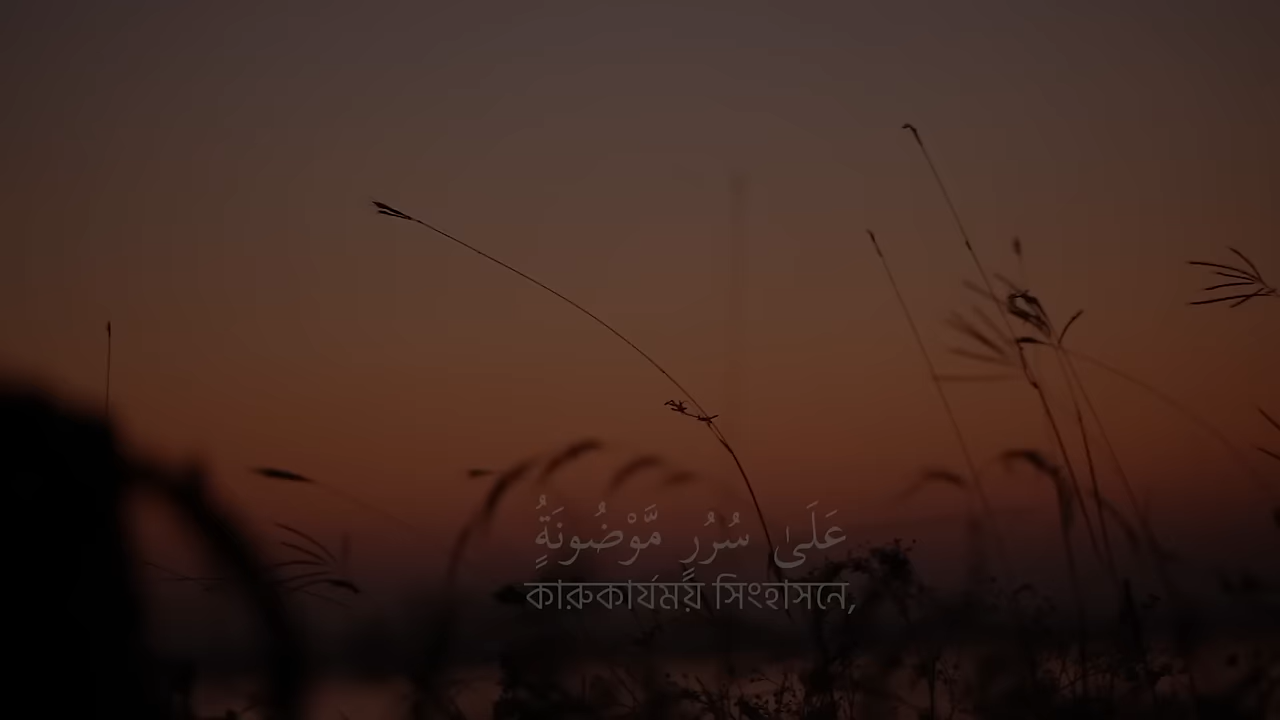 عَلَىٰ سُرُرٍ مَّوْضُونَةٍ
কারুকার্যময় সিংহাসনে,